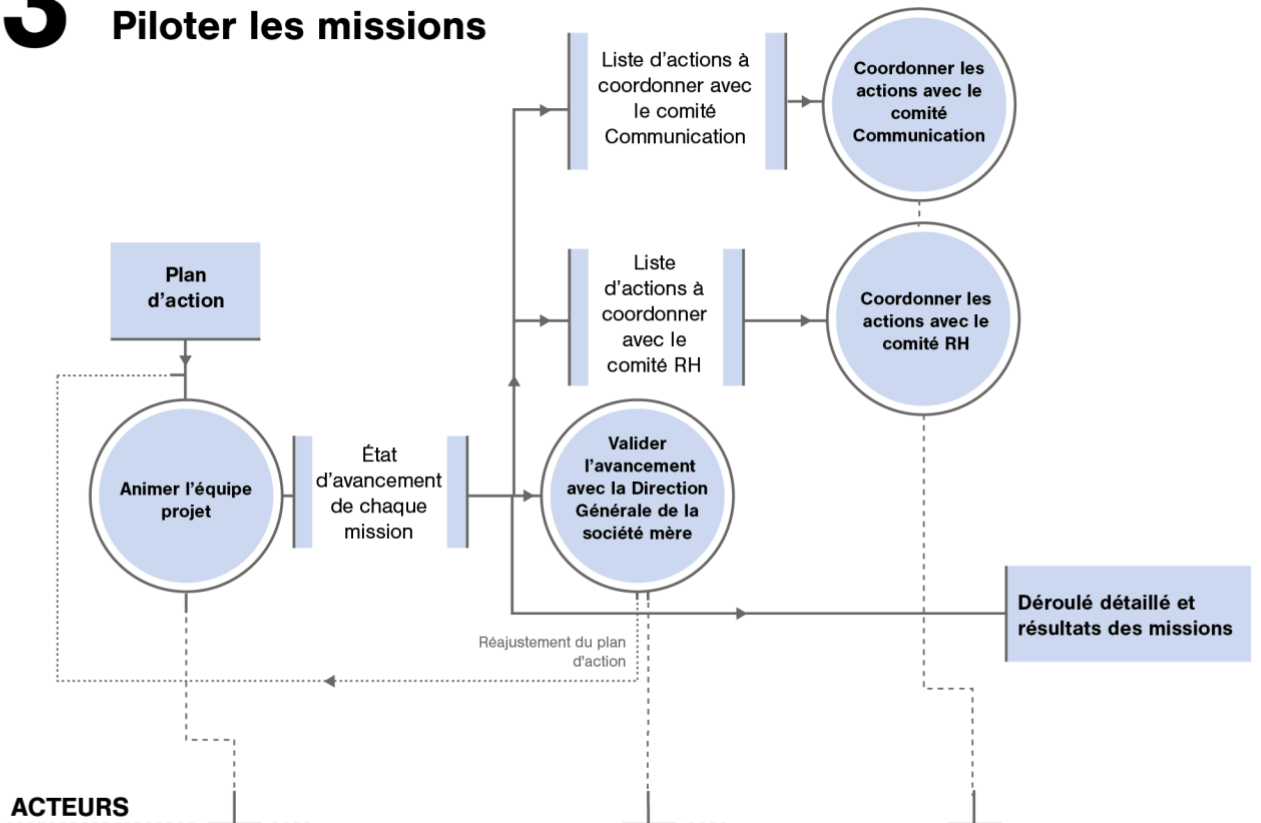 3
Piloter les missions
Liste d’actions à
coordonner avec
le comité
Communication
Coordonner les
actions avec le
comité
Communication
Plan
d’action
Liste
d’actions à
coordonner
avec le
comité RH
Coordonner les
actions avec le
comité RH
Animer l’équipe
projet
État
d’avancement
de chaque
mission
Valider
l’avancement
avec la Direction
Générale de la
société mère
Déroulé détaillé et
résultats des missions
Réajustement du plan
d'action
ACTEURS